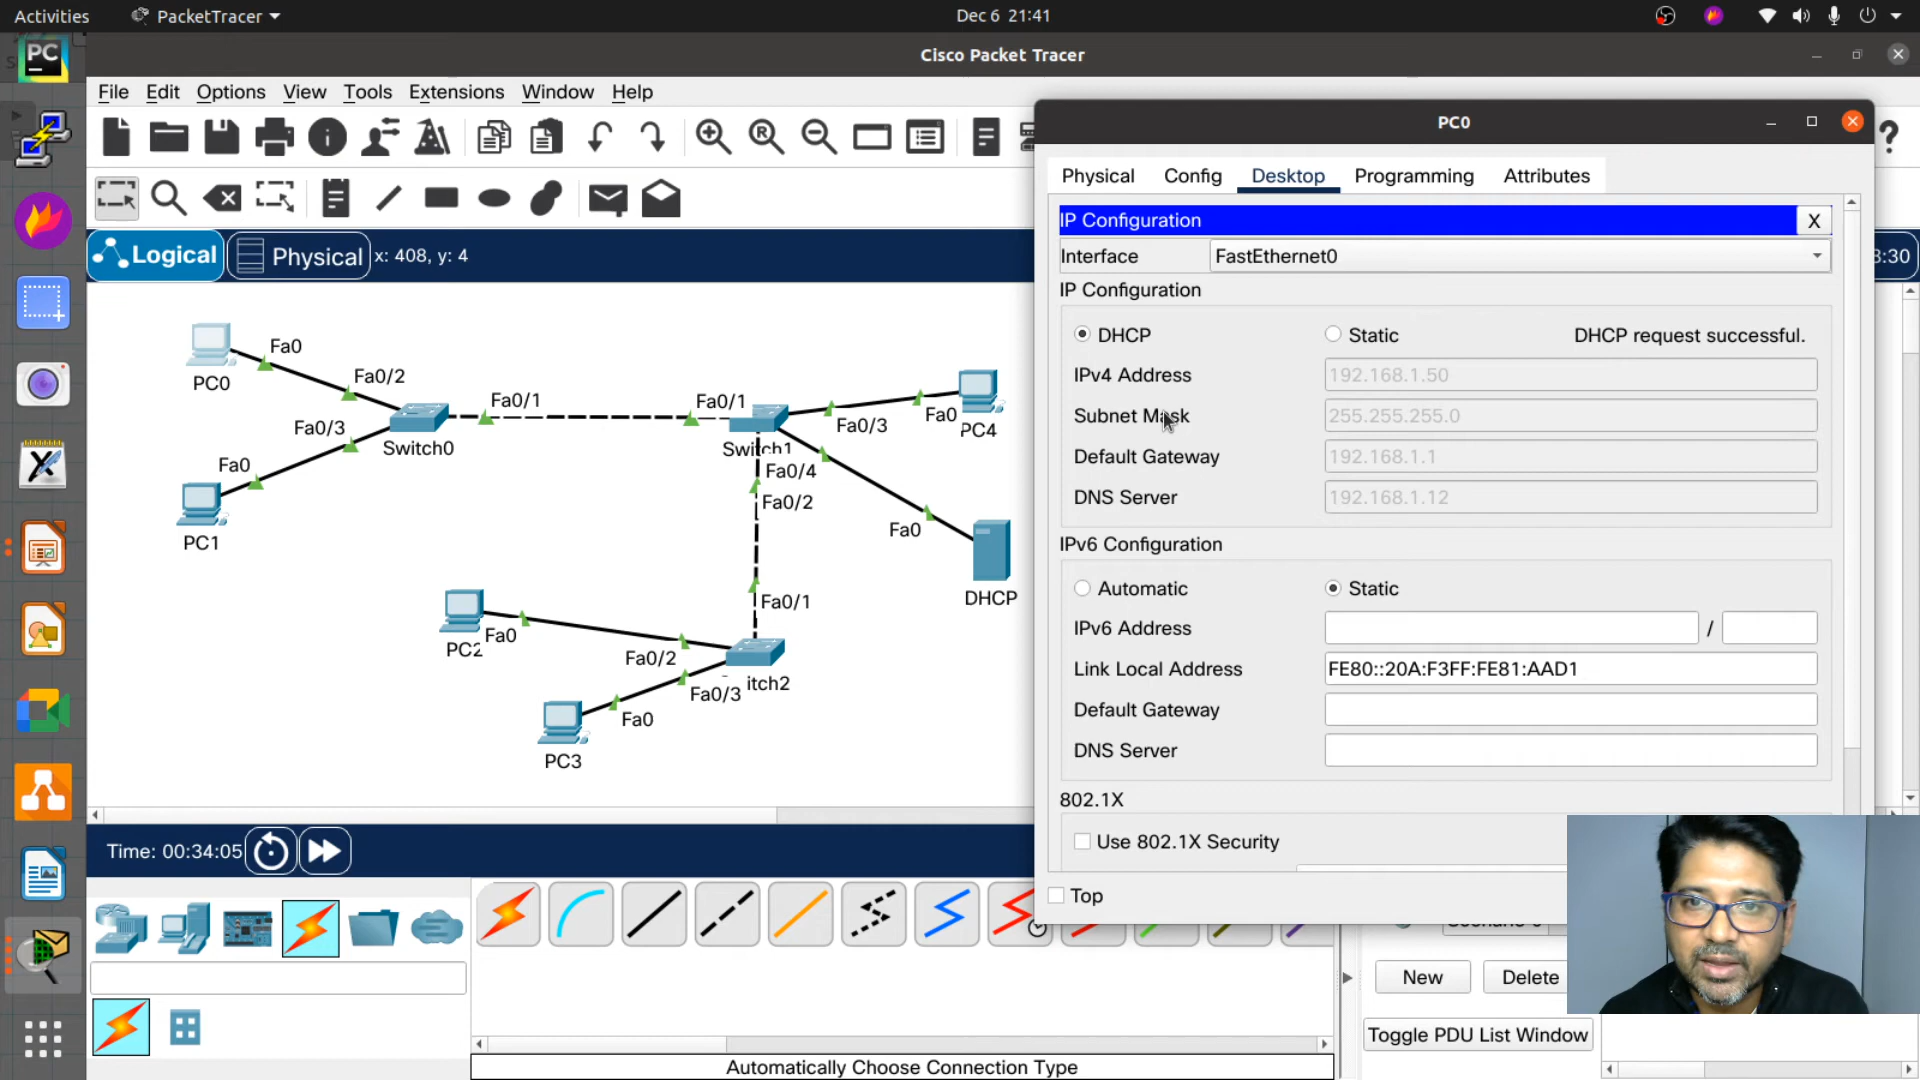 Activities
PacketTracer
Dec 6 21:41
Cisco Packet Tracer
PC
File Edit Options View Tools Extensions Window Help
PC0
Physical Config Desktop Programming Attributes
IP Configuration
X
Interface
FastEthernet0
Logical
Physical
x: 408, y: 4
8:30
IP Configuration
DHCP
Static
DHCP request successful.
IPv4 Address
192.168.1.50
Subnet Mask
255.255.255.0
Default Gateway
192.168.1.1
DNS Server
192.168.1.12
IPv6 Configuration
Automatic
Static
IPv6 Address
/
Link Local Address
FE80::20A:F3FF:FE81:AAD1
Default Gateway
DNS Server
802.1X
Use 802.1X Security
Top
Fa0
PC0
Fa0/2
Fa0/1
Fa0/1
Fa0/3
Fa0
PC4
Fa0/3
Switch0
Switch1
Fa0
Fa0/4
Fa0/2
PC1
Fa0
DHCP
Fa0/1
PC2
Fa0
Fa0/2
itch2
Fa0/3
Fa0
PC3
Time: 00:34:05
New
Delete
Toggle PDU List Window
Automatically Choose Connection Type